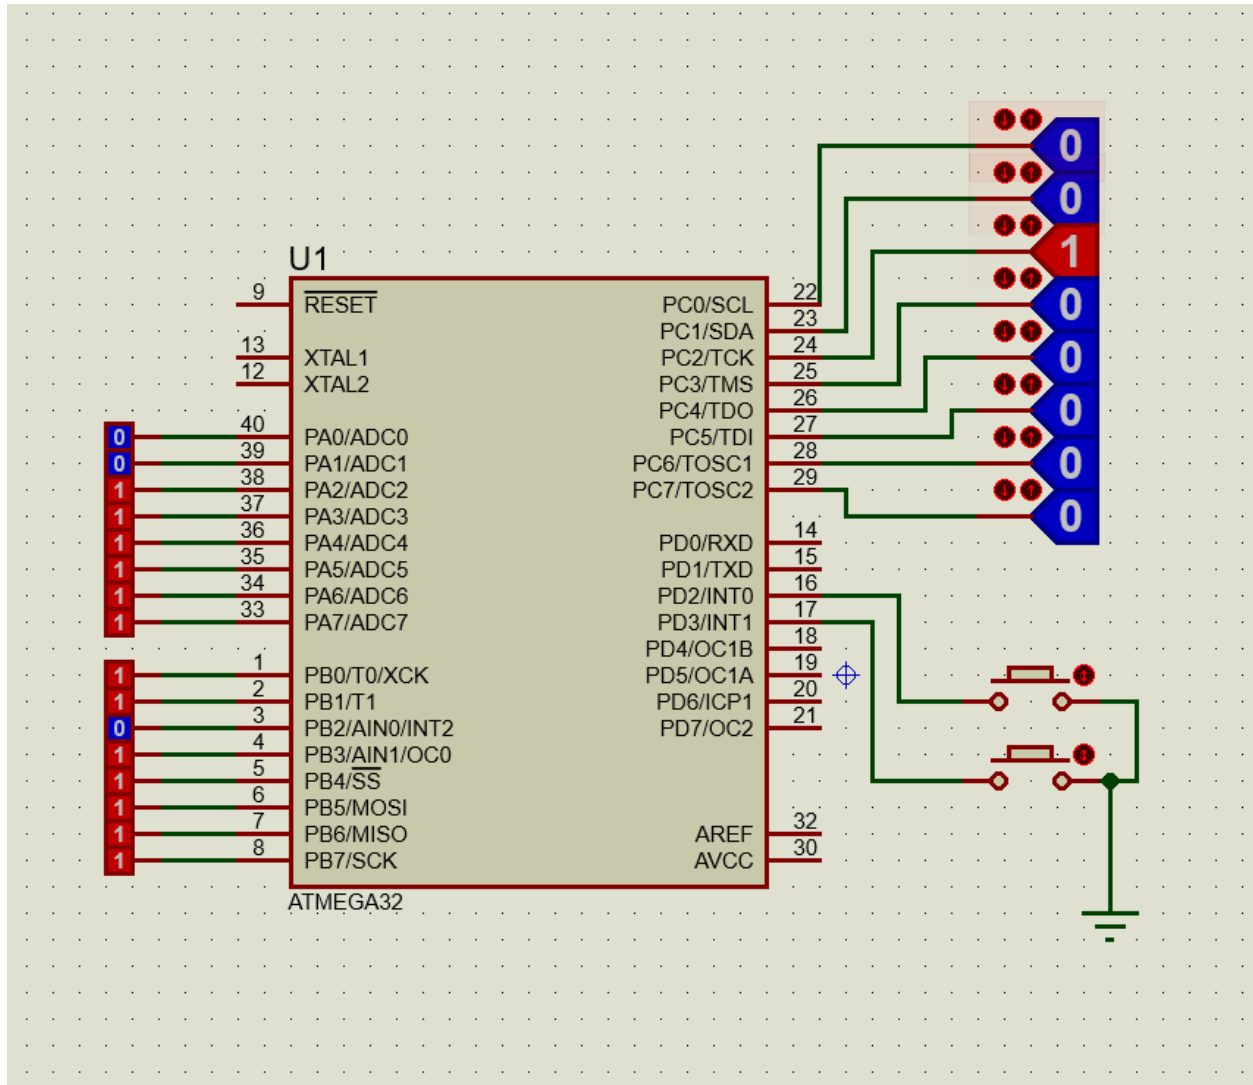 U1
9 RESET
13 XTAL1
12 XTAL2
0 40 PA0/ADC0
0 39 PA1/ADC1
1 38 PA2/ADC2
1 37 PA3/ADC3
1 36 PA4/ADC4
1 35 PA5/ADC5
1 34 PA6/ADC6
1 33 PA7/ADC7
1 1 PB0/T0/XCK
1 2 PB1/T1
0 3 PB2/AIN0/INT2
1 4 PB3/AIN1/OC0
1 5 PB4/SS
1 6 PB5/MOSI
1 7 PB6/MISO
1 8 PB7/SCK
PC0/SCL 22
PC1/SDA 23
PC2/TCK 24
PC3/TMS 25
PC4/TDO 26
PC5/TDI 27
PC6/TOSC1 28
PC7/TOSC2 29
PD0/RXD 14
PD1/TXD 15
PD2/INT0 16
PD3/INT1 17
PD4/OC1B 18
PD5/OC1A 19
PD6/ICP1 20
PD7/OC2 21
AREF 32
AVCC 30
ATMEGA32
0
0
1
0
0
0
0
0